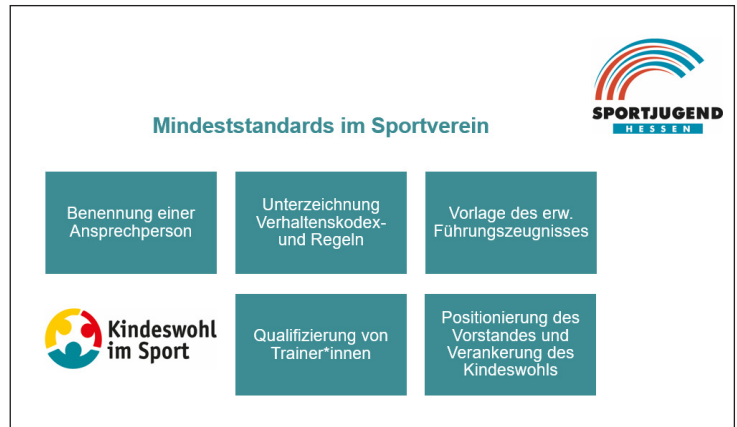 SPORTJUGEND
HESSEN
Mindeststandards im Sportverein
Benennung einer
Ansprechperson
Unterzeichnung
Verhaltenskodex-
und Regeln
Vorlage des erw.
Führungszeugnisses
Kindeswohl
im Sport
Qualifizierung von
Trainer*innen
Positionierung des
Vorstandes und
Verankerung des
Kindeswohls